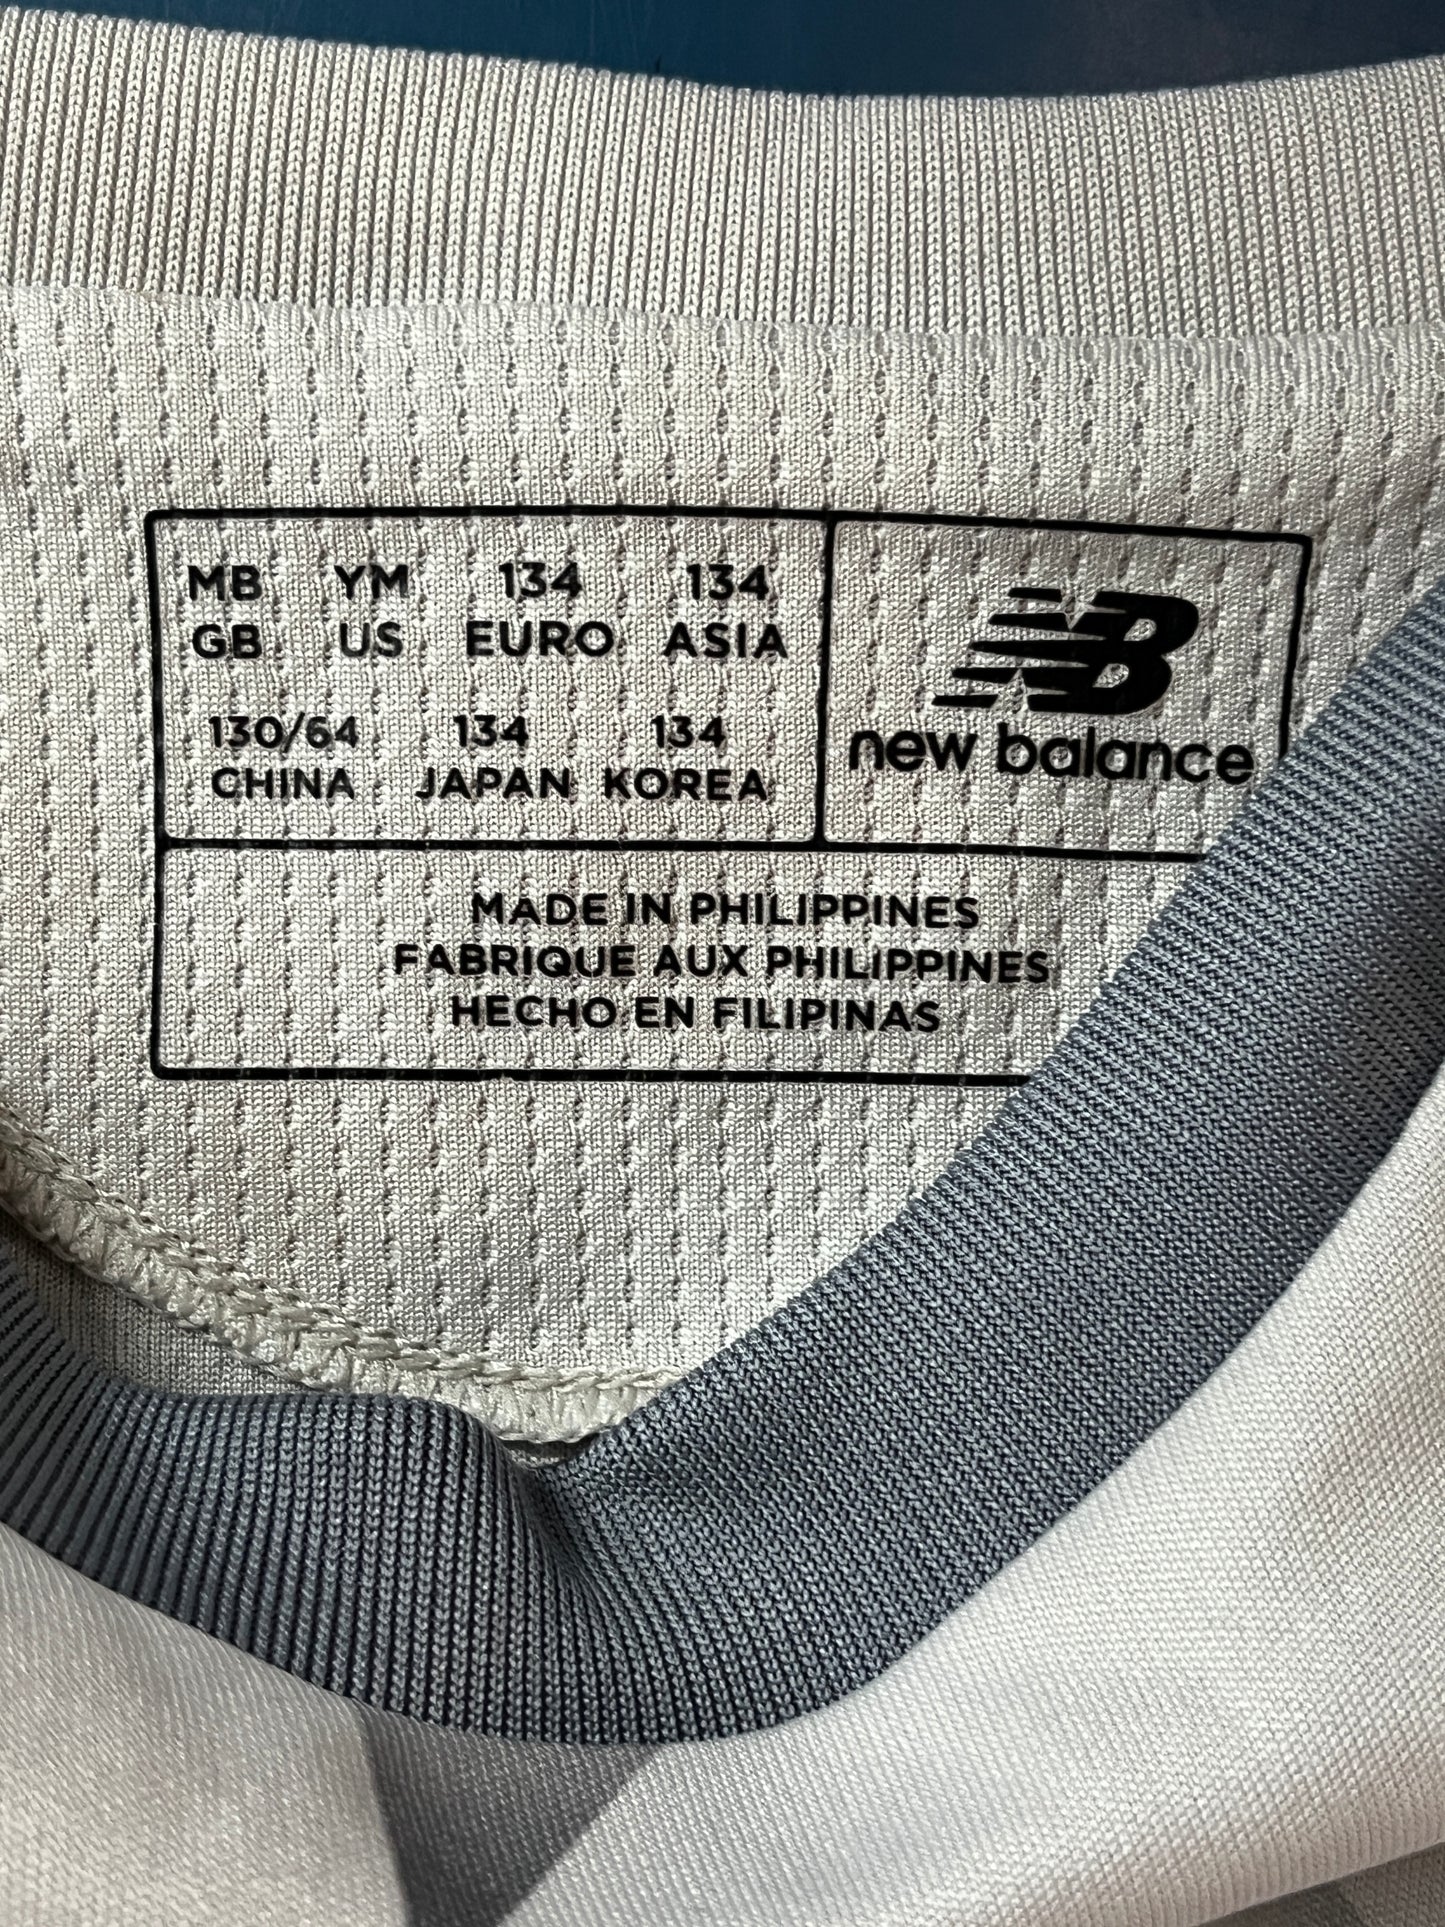 MB YM 134 134
GB US EURO ASIA
130/64 134 134
CHINA JAPAN KOREA
NB
new balance
MADE IN PHILIPPINES
FABRIQUE AUX PHILIPPINES
HECHO EN FILIPINAS